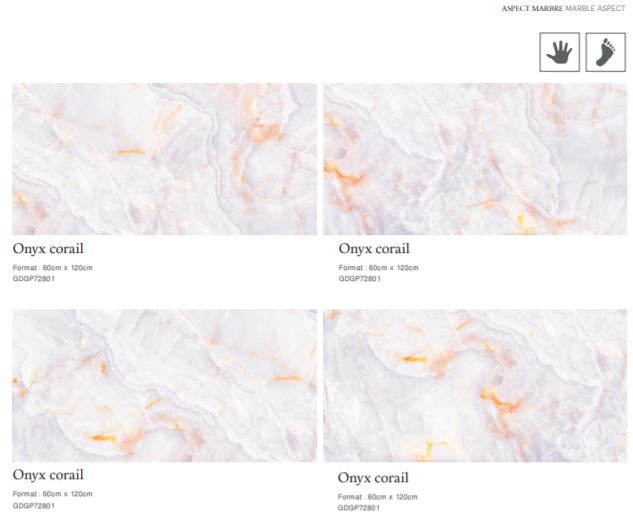 ASPECT MARBRE MARBLE ASPECT
Onyx corail
Format : 60cm x 120cm
GDGP72801
Onyx corail
Format : 60cm x 120cm
GDGP72801
Onyx corail
Format : 60cm x 120cm
GDGP72801
Onyx corail
Format : 60cm x 120cm
GDGP72801